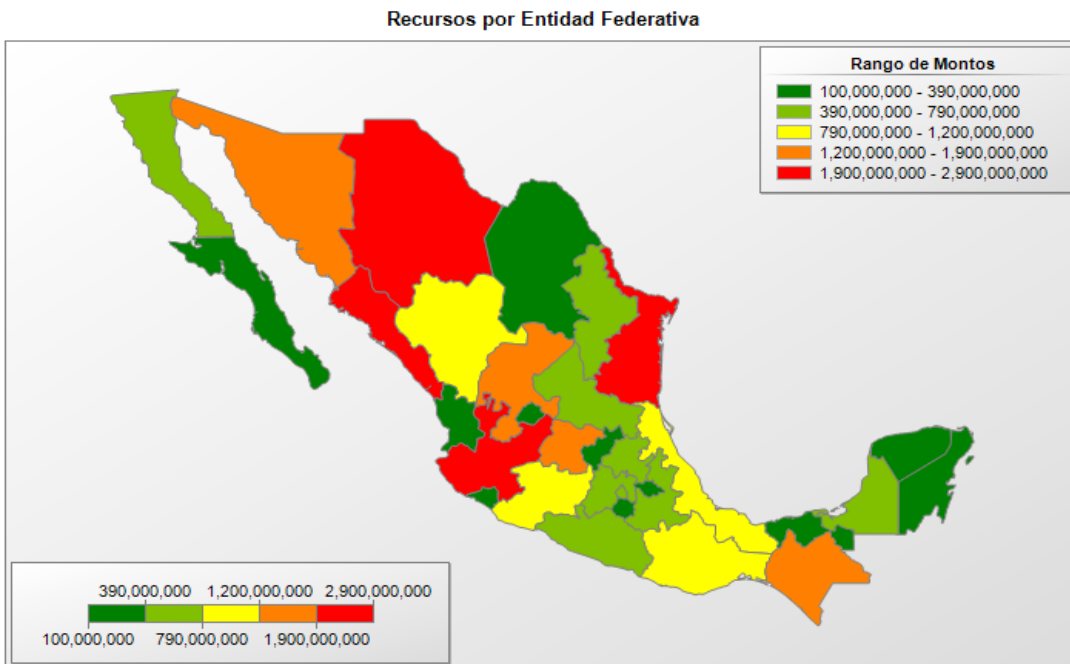 Recursos por Entidad Federativa
Rango de Montos
100,000,000 - 390,000,000
390,000,000 - 790,000,000
790,000,000 - 1,200,000,000
1,200,000,000 - 1,900,000,000
1,900,000,000 - 2,900,000,000
390,000,000 1,200,000,000 2,900,000,000
100,000,000 790,000,000 1,900,000,000